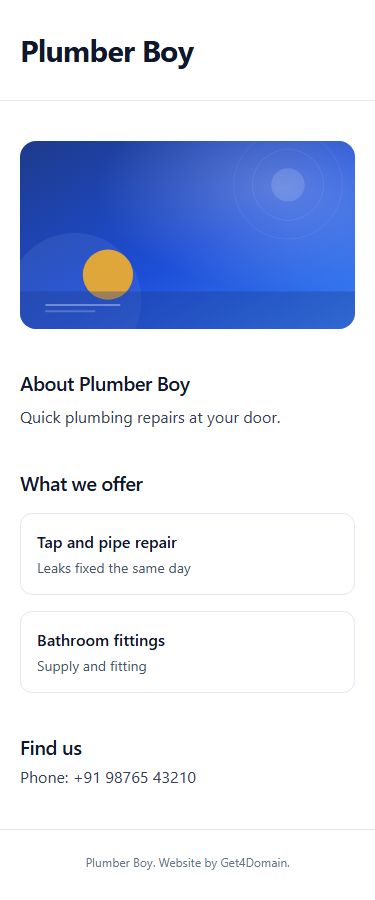 Plumber Boy
About Plumber Boy
Quick plumbing repairs at your door.
What we offer
Tap and pipe repair
Leaks fixed the same day
Bathroom fittings
Supply and fitting
Find us
Phone: +91 98765 43210
Plumber Boy. Website by Get4Domain.